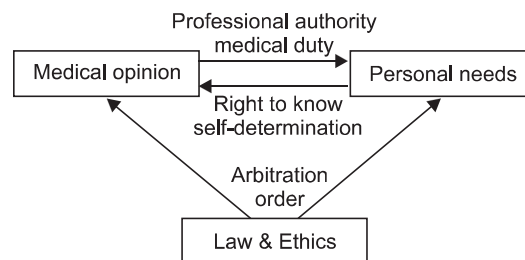 Professional authority
medical duty
Medical opinion
Personal needs
Right to know
self-determination
Arbitration
order
Law & Ethics